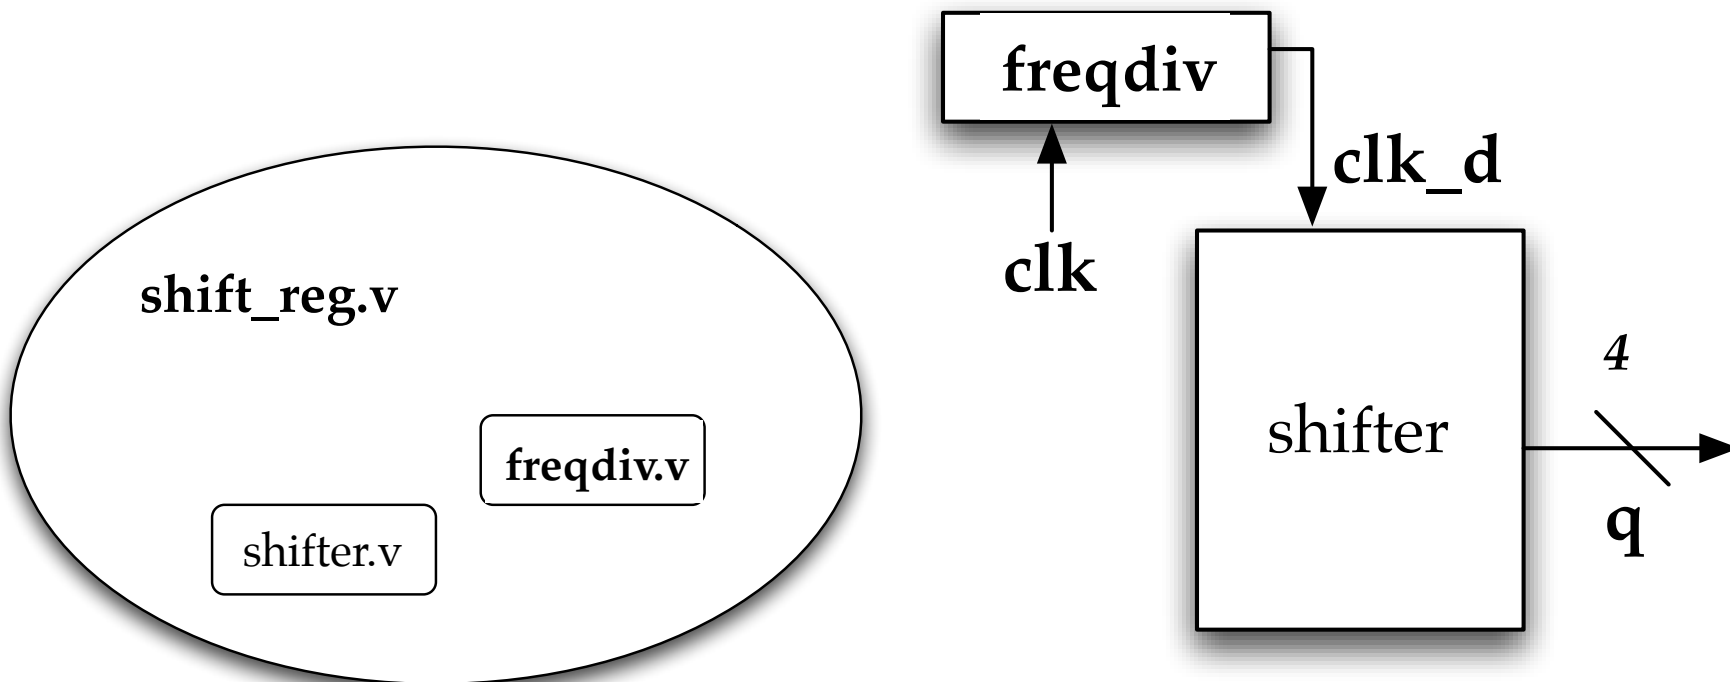 shift_reg.v
freqdiv.v
shifter.v
freqdiv
clk_d
clk
shifter
4
q